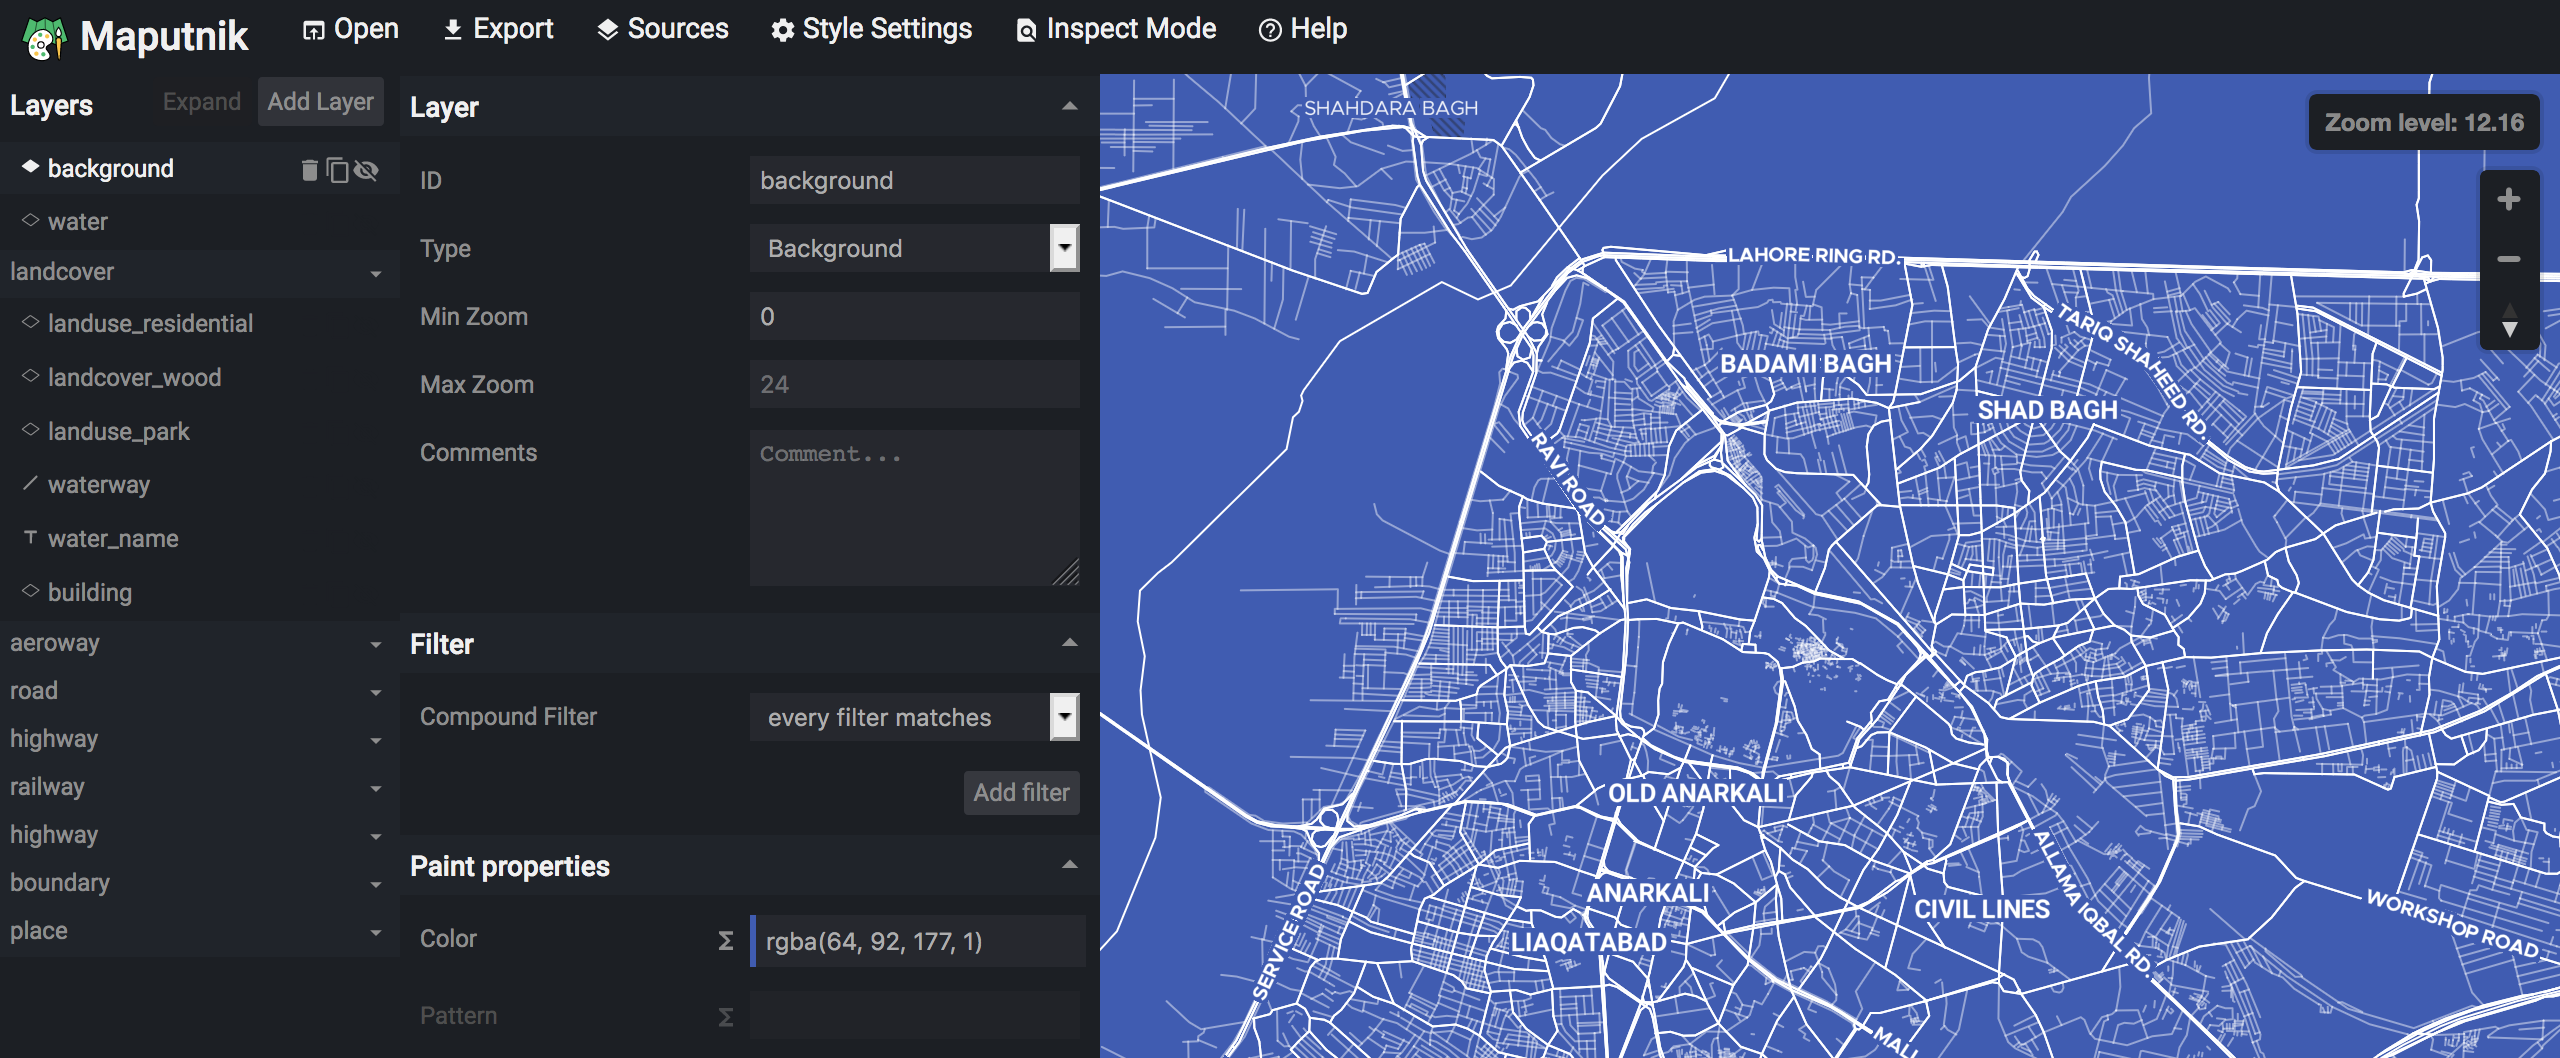 Maputnik
Open
Export
Sources
Style Settings
Inspect Mode
Help
Layers
Expand
Add Layer
background
water
landcover
landuse_residential
landcover_wood
landuse_park
waterway
water_name
building
aeroway
road
highway
railway
highway
boundary
place
Layer
ID
background
Type
Background
Min Zoom
0
Max Zoom
24
Comments
Comment...
Filter
Compound Filter
every filter matches
Add filter
Paint properties
Color
Σ
rgba(64, 92, 177, 1)
Pattern
Σ
Zoom level: 12.16
SHAHDARA BAGH
LAHORE RING RD.
TARIQ SHAHEED RD.
BADAMI BAGH
SHAD BAGH
RAVI ROAD
OLD ANARKALI
ANARKALI
LIAQATABAD
CIVIL LINES
ALLAMA IQBAL RD.
WORKSHOP ROAD
SERVICE ROAD
MALL